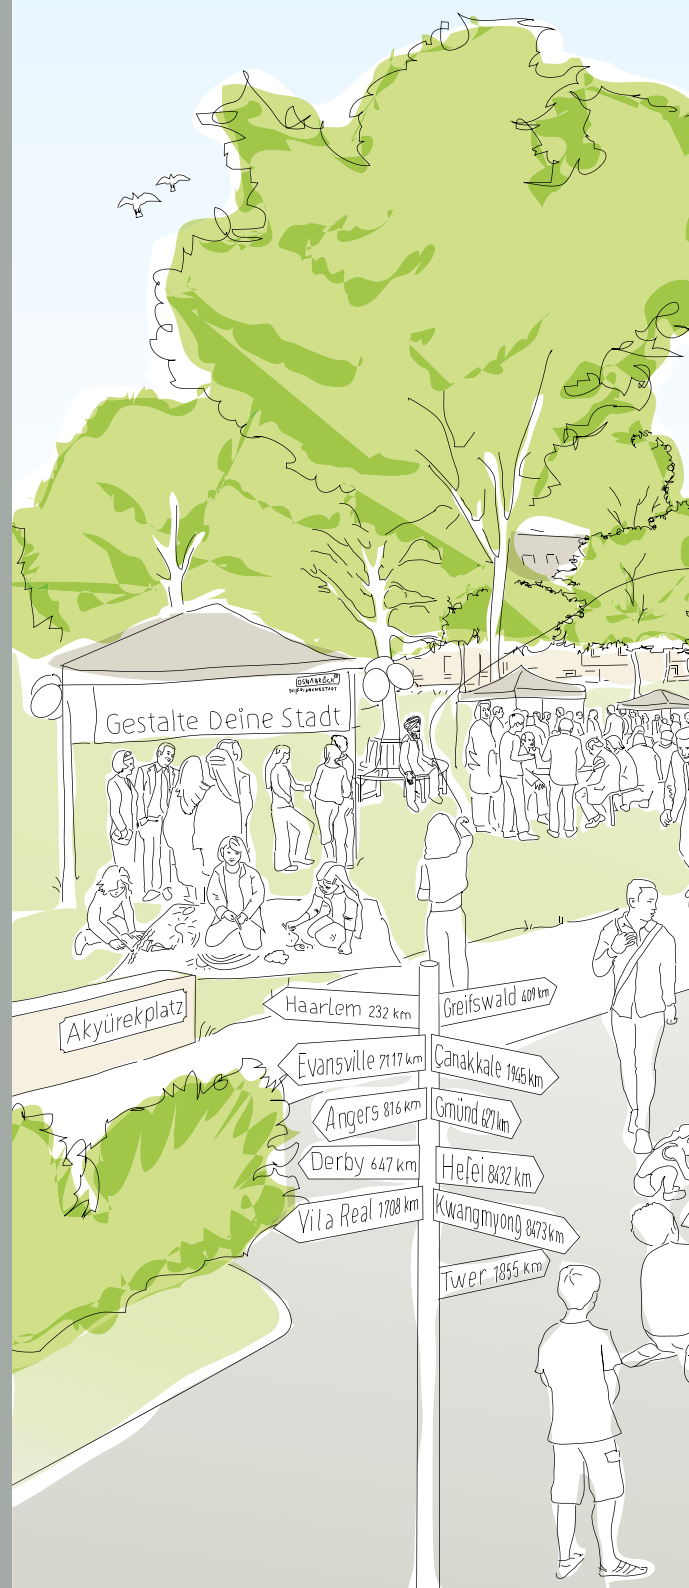 OSNABRÜCK
DIE FRIEDENSSTADT
Gestalte Deine Stadt
Akyürekplatz
Haarlem 232 km
Greifswald 409 km
Evansville 7117 km
Çanakkale 1945 km
Angers 816 km
Gmünd 627 km
Derby 647 km
Hefei 8432 km
Vila Real 1708 km
Kwangmyong 8473 km
Twer 1855 km